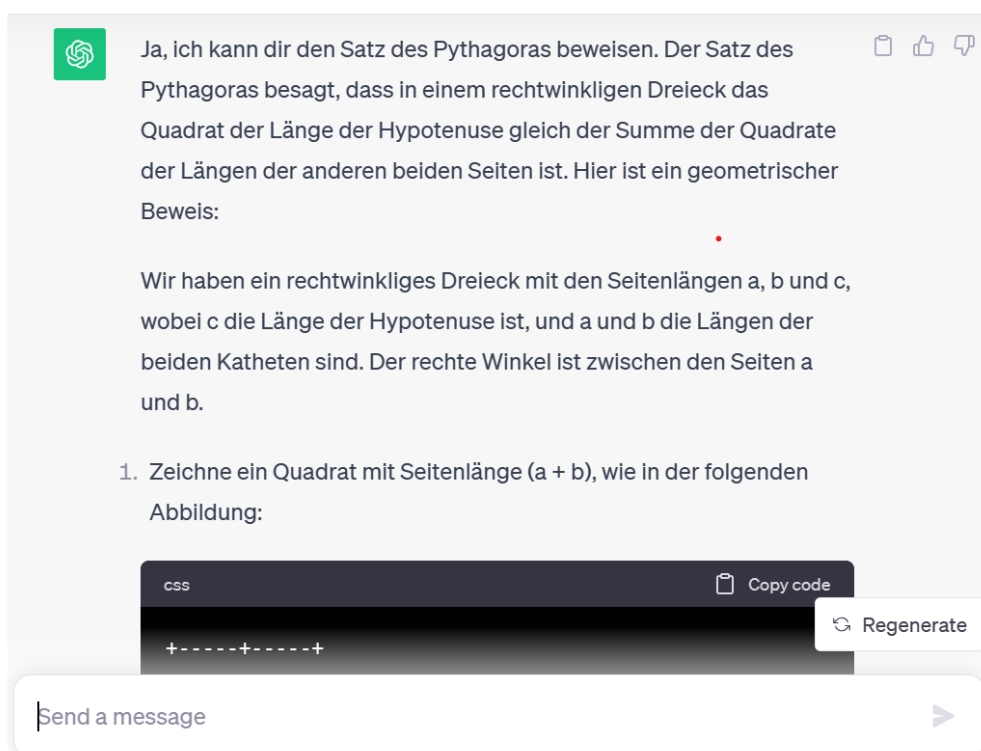 Ja, ich kann dir den Satz des Pythagoras beweisen. Der Satz des
Pythagoras besagt, dass in einem rechtwinkligen Dreieck das
Quadrat der Länge der Hypotenuse gleich der Summe der Quadrate
der Längen der anderen beiden Seiten ist. Hier ist ein geometrischer
Beweis:
Wir haben ein rechtwinkliges Dreieck mit den Seitenlängen a, b und c,
wobei c die Länge der Hypotenuse ist, und a und b die Längen der
beiden Katheten sind. Der rechte Winkel ist zwischen den Seiten a
und b.
1. Zeichne ein Quadrat mit Seitenlänge (a + b), wie in der folgenden
Abbildung:
css Copy code
Regenerate
+-----+-----+
Send a message